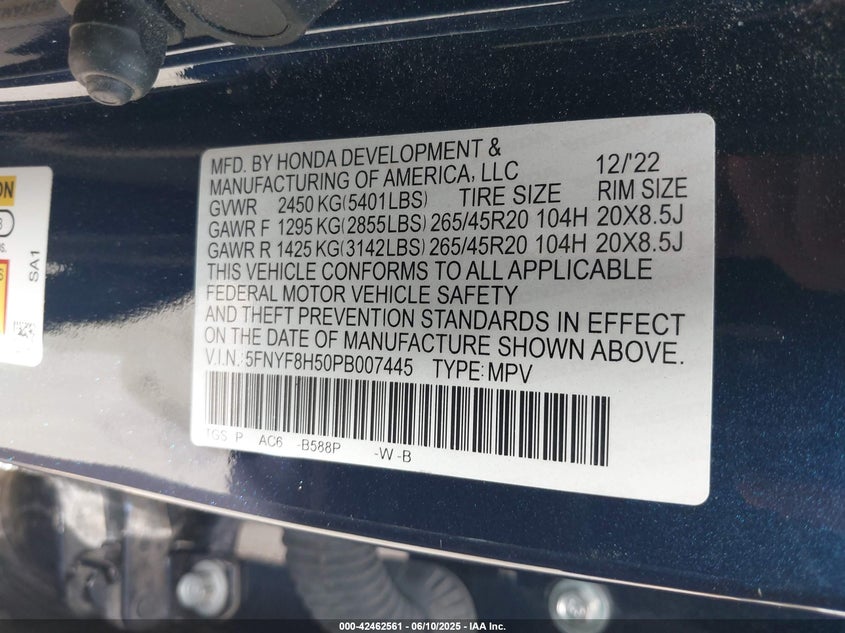 MFD. BY HONDA DEVELOPMENT &
MANUFACTURING OF AMERICA, LLC 12/'22
GVWR 2450 KG(5401LBS) TIRE SIZE RIM SIZE
GAWR F 1295 KG(2855LBS) 265/45R20 104H 20X8.5J
GAWR R 1425 KG(3142LBS) 265/45R20 104H 20X8.5J
THIS VEHICLE CONFORMS TO ALL APPLICABLE
FEDERAL MOTOR VEHICLE SAFETY
AND THEFT PREVENTION STANDARDS IN EFFECT
ON THE DATE OF MANUFACTURE SHOWN ABOVE.
V.I.N.: 5FNYF8H50PB007445 TYPE:MPV
TGS P AC6 -B588P -W -B
SA1
000-42462561 - 06/10/2025 - IAA Inc.